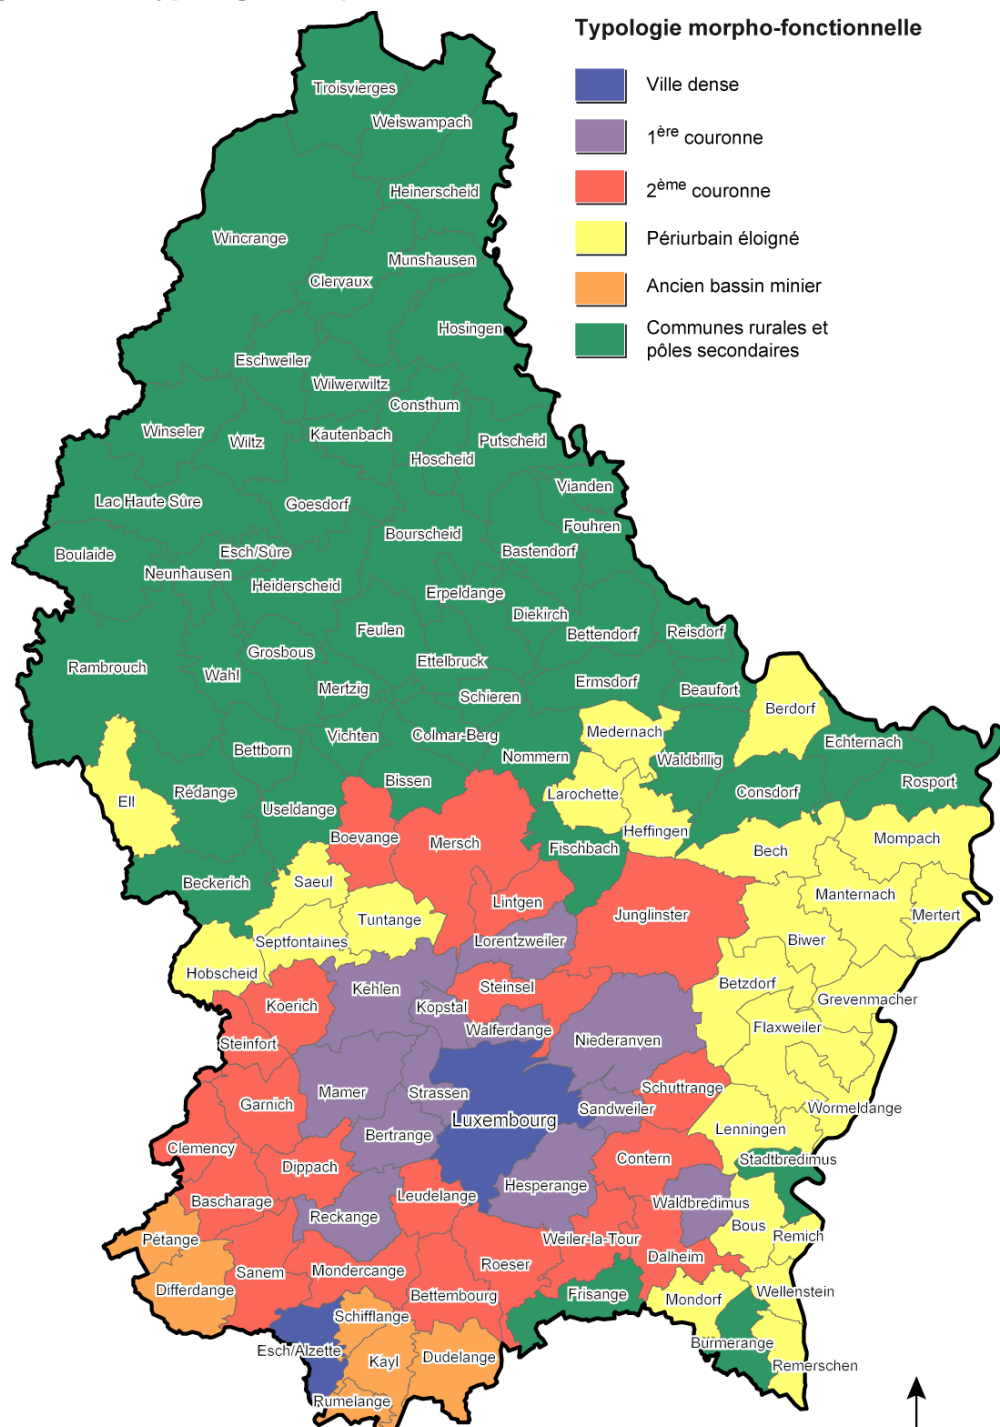 Typologie morpho-fonctionnelle
Ville dense
1ère couronne
2ème couronne
Périurbain éloigné
Ancien bassin minier
Communes rurales et
pôles secondaires
Troisvierges
Weiswampach
Heinerscheid
Wincrange
Munshausen
Clervaux
Hosingen
Eschweiler
Wilwerwiltz
Consthum
Winseler
Wiltz
Kautenbach
Putscheid
Hoscheid
Vianden
Lac Haute Sûre
Goesdorf
Fouhren
Bourscheid
Boulaide
Esch/Sûre
Bastendorf
Neunhausen
Heiderscheid
Erpeldange
Diekirch
Feulen
Bettendorf
Reisdorf
Grosbous
Rambrouch
Wahl
Ettelbruck
Mertzig
Ermsdorf
Beaufort
Schieren
Berdorf
Vichten
Colmar-Berg
Medernach
Echternach
Bettborn
Nommern
Waldbillig
Bissen
Rosport
Ell
Rédange
Larochette
Consdorf
Useldange
Heffingen
Boevange
Mersch
Fischbach
Bech
Mompach
Beckerich
Saeul
Lintgen
Manternach
Tuntange
Junglinster
Mertert
Septfontaines
Lorentzweiler
Biwer
Hobscheid
Kehlen
Steinsel
Betzdorf
Koerich
Kopstal
Grevenmacher
Walferdange
Flaxweiler
Steinfort
Niederanven
Mamer
Strassen
Schuttrange
Garnich
Sandweiler
Wormeldange
Luxembourg
Bertrange
Lenningen
Clemency
Dippach
Contern
Stadtbredimus
Bascharage
Leudelange
Hesperange
Waldbredimus
Reckange
Bous
Remich
Pétange
Weiler-la-Tour
Sanem
Mondercange
Roeser
Dalheim
Differdange
Bettembourg
Frisange
Mondorf
Wellenstein
Schifflange
Esch/Alzette
Kayl
Dudelange
Bürmerange
Remerschen
Rumelange